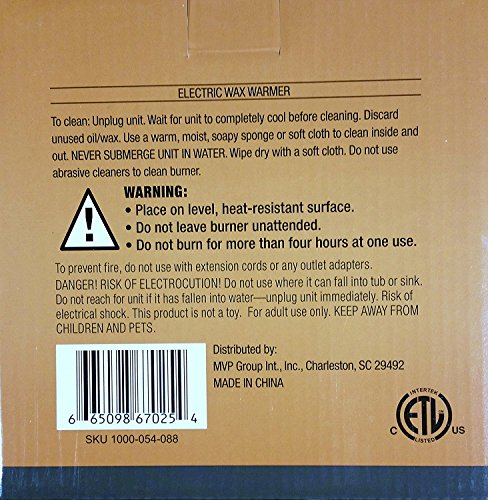 ELECTRIC WAX WARMER
To clean: Unplug unit. Wait for unit to completely cool before cleaning. Discard
unused oil/wax. Use a warm, moist, soapy sponge or soft cloth to clean inside and
out. NEVER SUBMERGE UNIT IN WATER. Wipe dry with a soft cloth. Do not use
abrasive cleaners to clean burner.
WARNING:
• Place on level, heat-resistant surface.
• Do not leave burner unattended.
• Do not burn for more than four hours at one use.
To prevent fire, do not use with extension cords or any outlet adapters.
DANGER! RISK OF ELECTROCUTION! Do not use where it can fall into tub or sink.
Do not reach for unit if it has fallen into water—unplug unit immediately. Risk of
electrical shock. This product is not a toy. For adult use only. KEEP AWAY FROM
CHILDREN AND PETS.
Distributed by:
MVP Group Int., Inc., Charleston, SC 29492
MADE IN CHINA
6 65098 67025 4
SKU 1000-054-088
INTERTEK
ETL
LISTED
C US